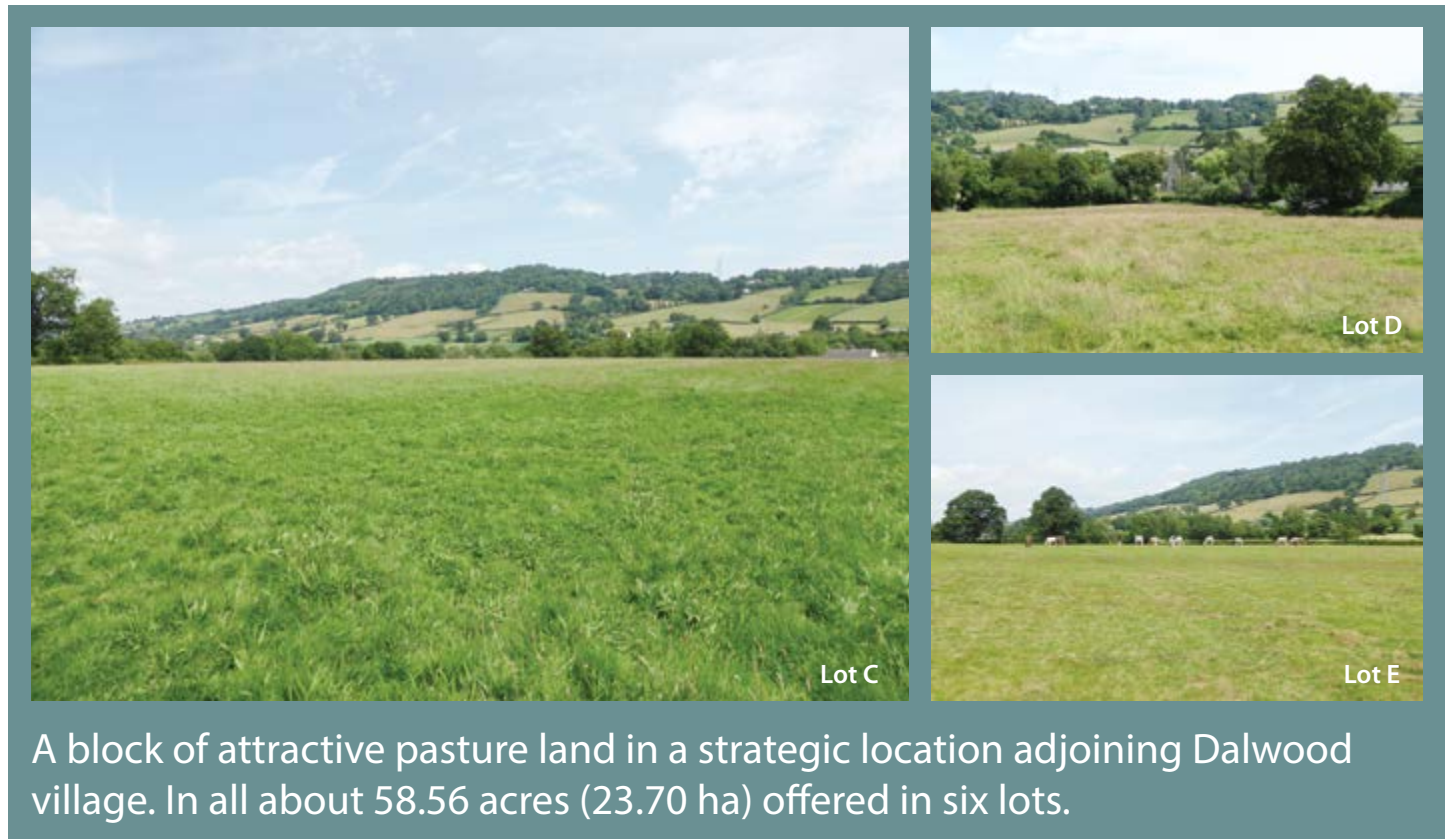 Lot C
Lot D
Lot E
A block of attractive pasture land in a strategic location adjoining Dalwood
village. In all about 58.56 acres (23.70 ha) offered in six lots.